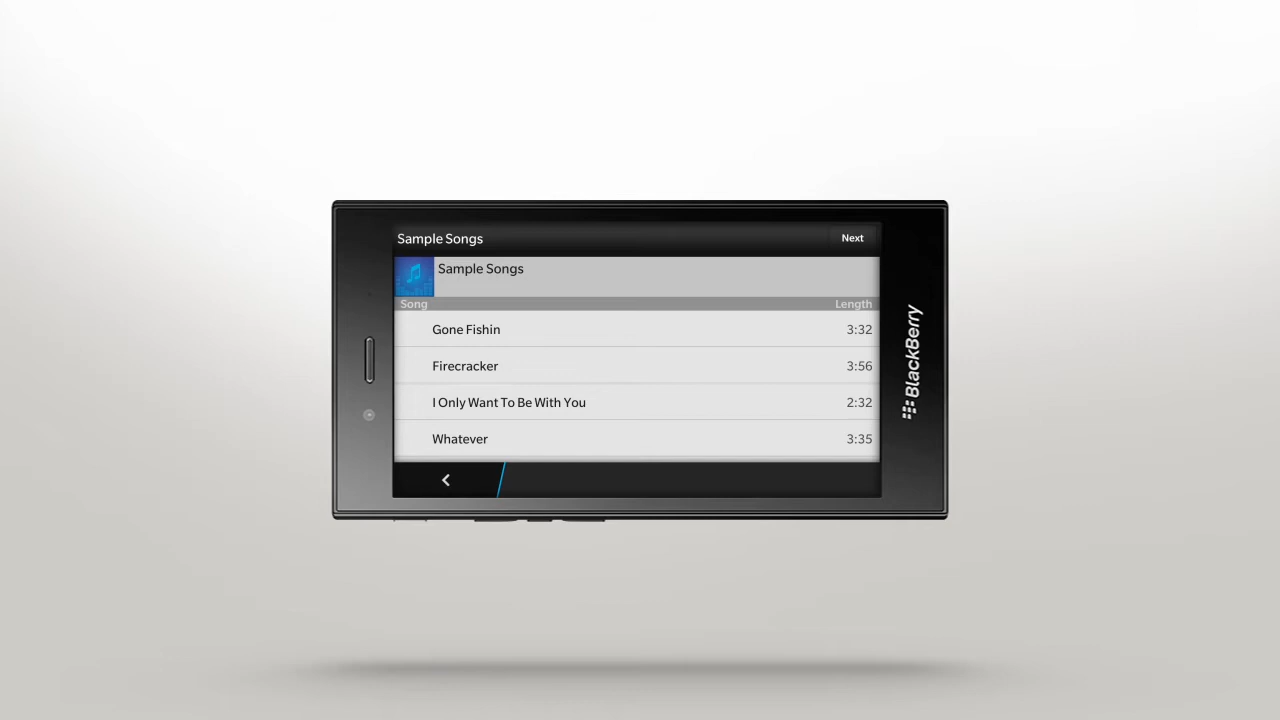 Sample Songs
Next
Sample Songs
Song Length
Gone Fishin 3:32
Firecracker 3:56
I Only Want To Be With You 2:32
Whatever 3:35
BlackBerry